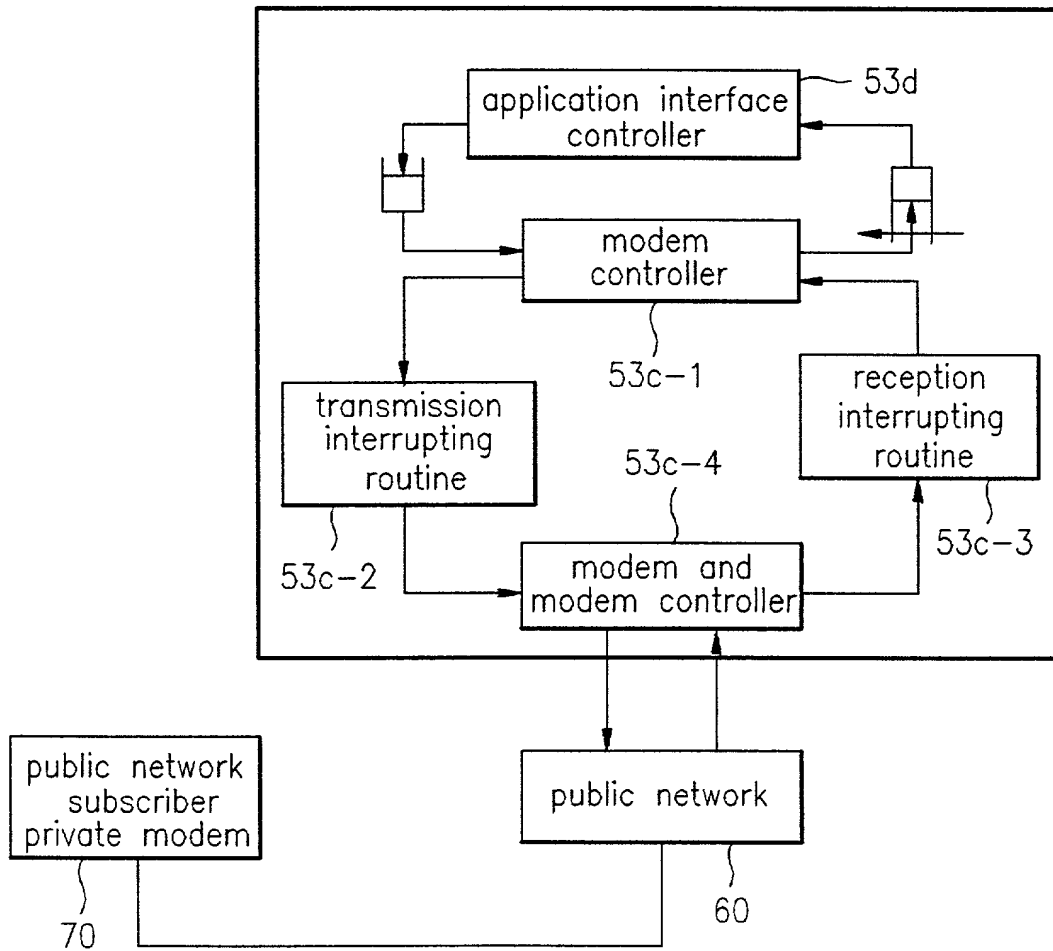 53d
application interface
controller
modem
controller
53c-1
transmission
interrupting
routine
53c-2
reception
interrupting
routine
53c-3
53c-4
modem and
modem controller
public network
subscriber
private modem
70
public network
60